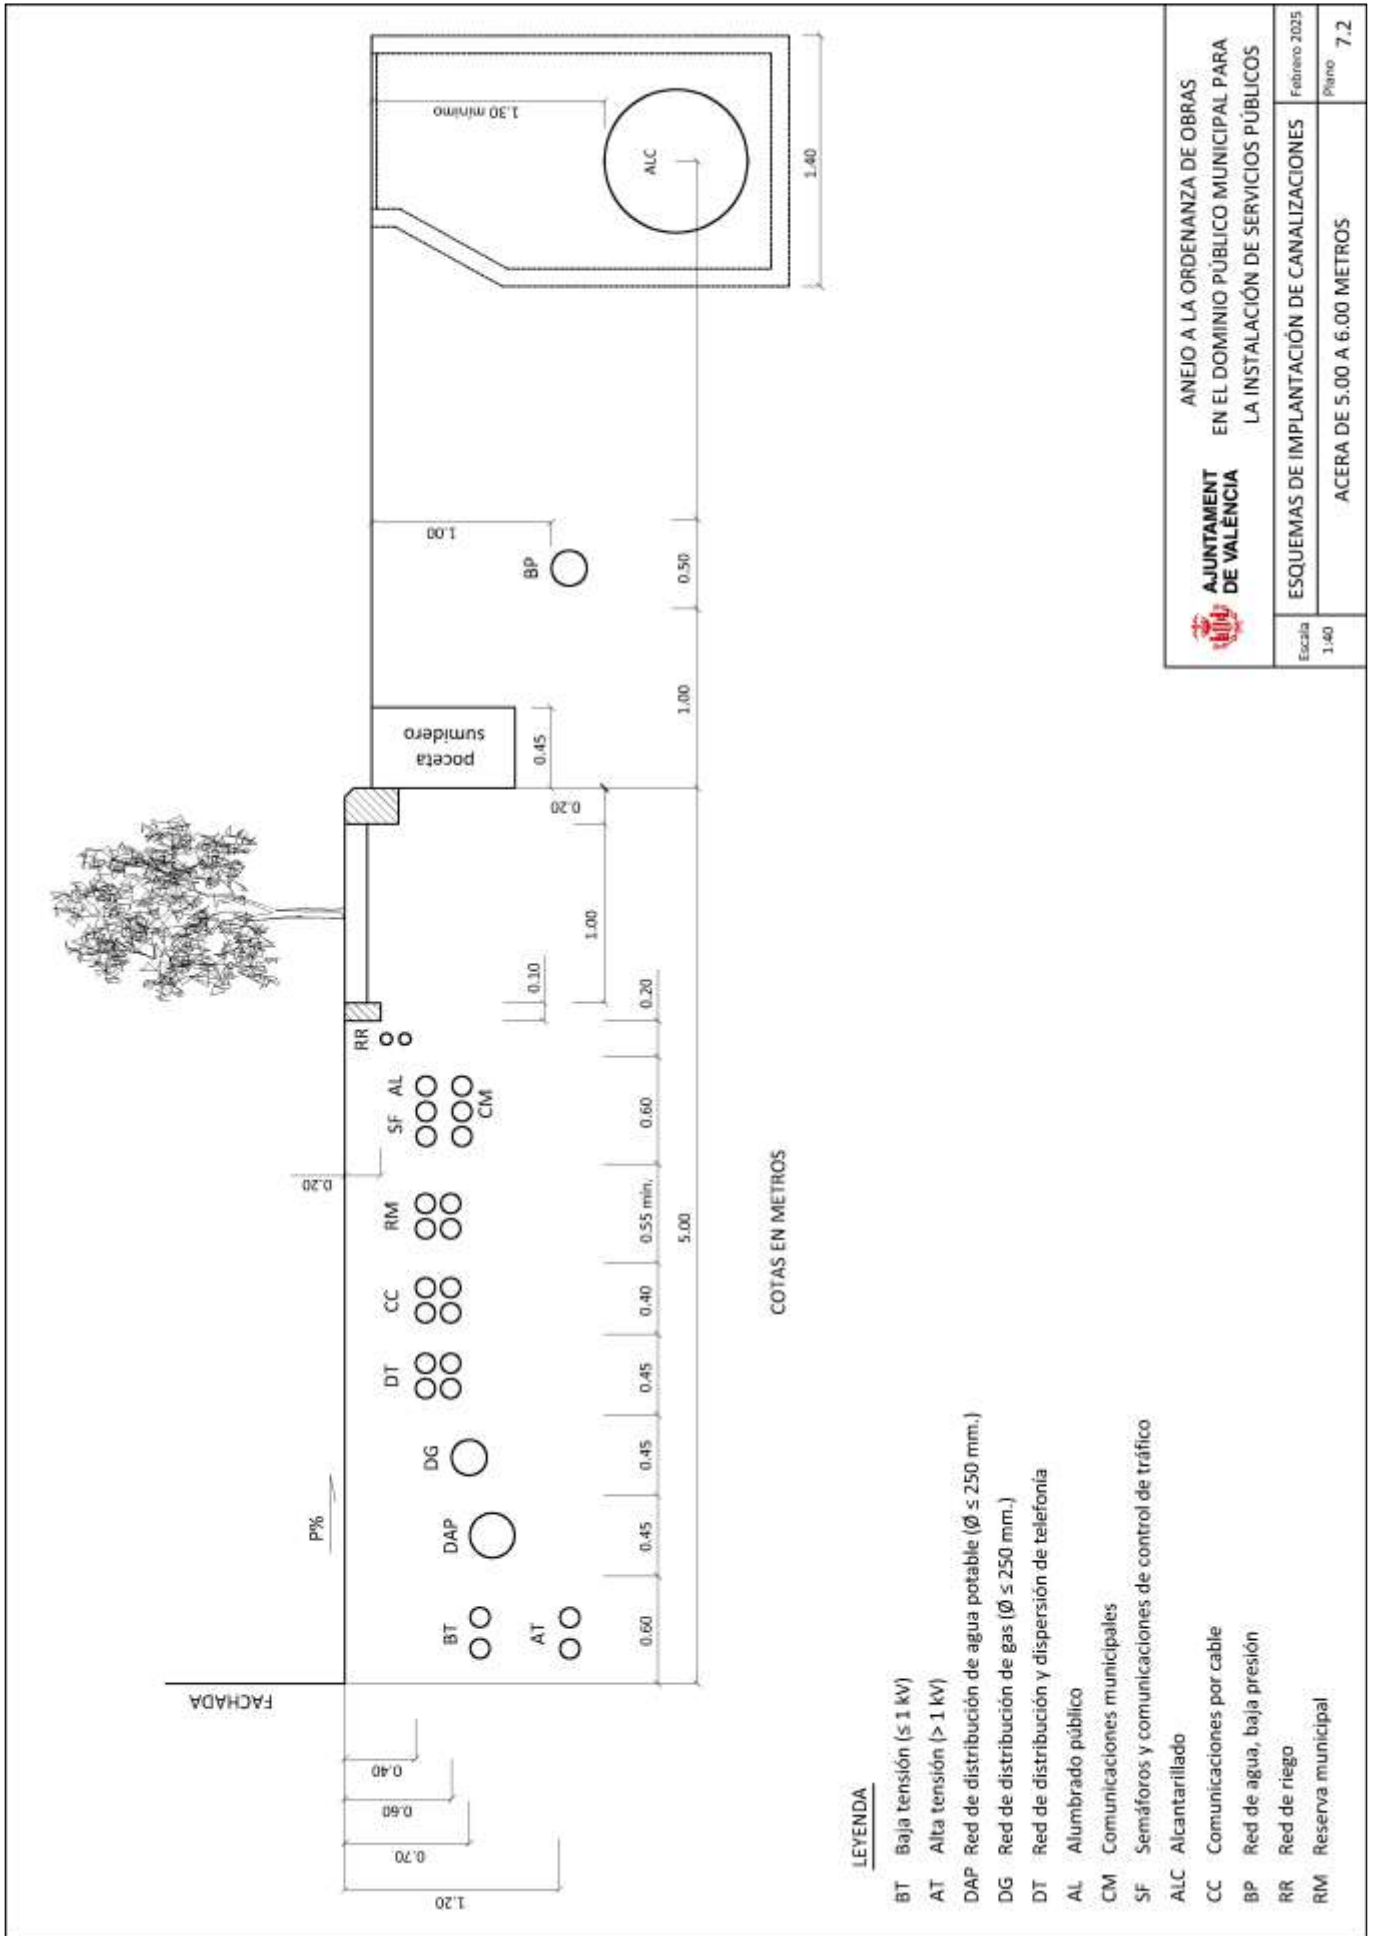 FACHADA
P%
0.40
0.60
0.70
1.20
0.20
BT
AT
DAP
DG
DT
CC
RM
SF
AL
CM
RR
poceta
sumidero
BP
ALC
1.00
1.30 mínimo
0.45
0.20
1.00
0.10
0.60
0.45
0.45
0.45
0.40
0.55 min.
0.60
0.20
5.00
1.00
0.50
1.40
COTAS EN METROS
LEYENDA
BT Baja tensión (≤ 1 kV)
AT Alta tensión (> 1 kV)
DAP Red de distribución de agua potable (Ø ≤ 250 mm.)
DG Red de distribución de gas (Ø ≤ 250 mm.)
DT Red de distribución y dispersión de telefonía
AL Alumbrado público
CM Comunicaciones municipales
SF Semáforos y comunicaciones de control de tráfico
ALC Alcantarillado
CC Comunicaciones por cable
BP Red de agua, baja presión
RR Red de riego
RM Reserva municipal
AJUNTAMENT
DE VALÈNCIA
ANEJO A LA ORDENANZA DE OBRAS
EN EL DOMINIO PÚBLICO MUNICIPAL PARA
LA INSTALACIÓN DE SERVICIOS PÚBLICOS
Escala
1:40
ESQUEMAS DE IMPLANTACIÓN DE CANALIZACIONES
ACERA DE 5.00 A 6.00 METROS
Febrero 2025
Plano 7.2